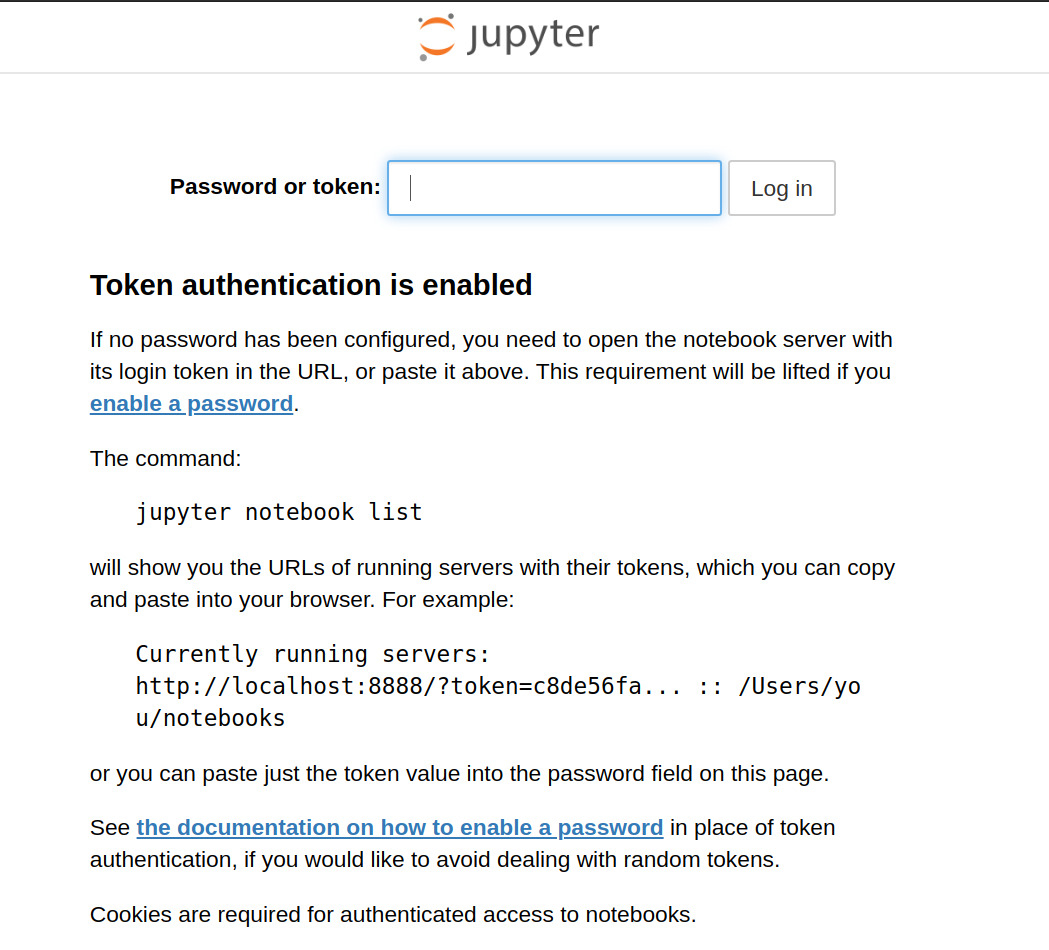 jupyter
Password or token:
Log in
Token authentication is enabled
If no password has been configured, you need to open the notebook server with
its login token in the URL, or paste it above. This requirement will be lifted if you
enable a password.
The command:
jupyter notebook list
will show you the URLs of running servers with their tokens, which you can copy
and paste into your browser. For example:
Currently running servers:
http://localhost:8888/?token=c8de56fa... :: /Users/yo
u/notebooks
or you can paste just the token value into the password field on this page.
See the documentation on how to enable a password in place of token
authentication, if you would like to avoid dealing with random tokens.
Cookies are required for authenticated access to notebooks.